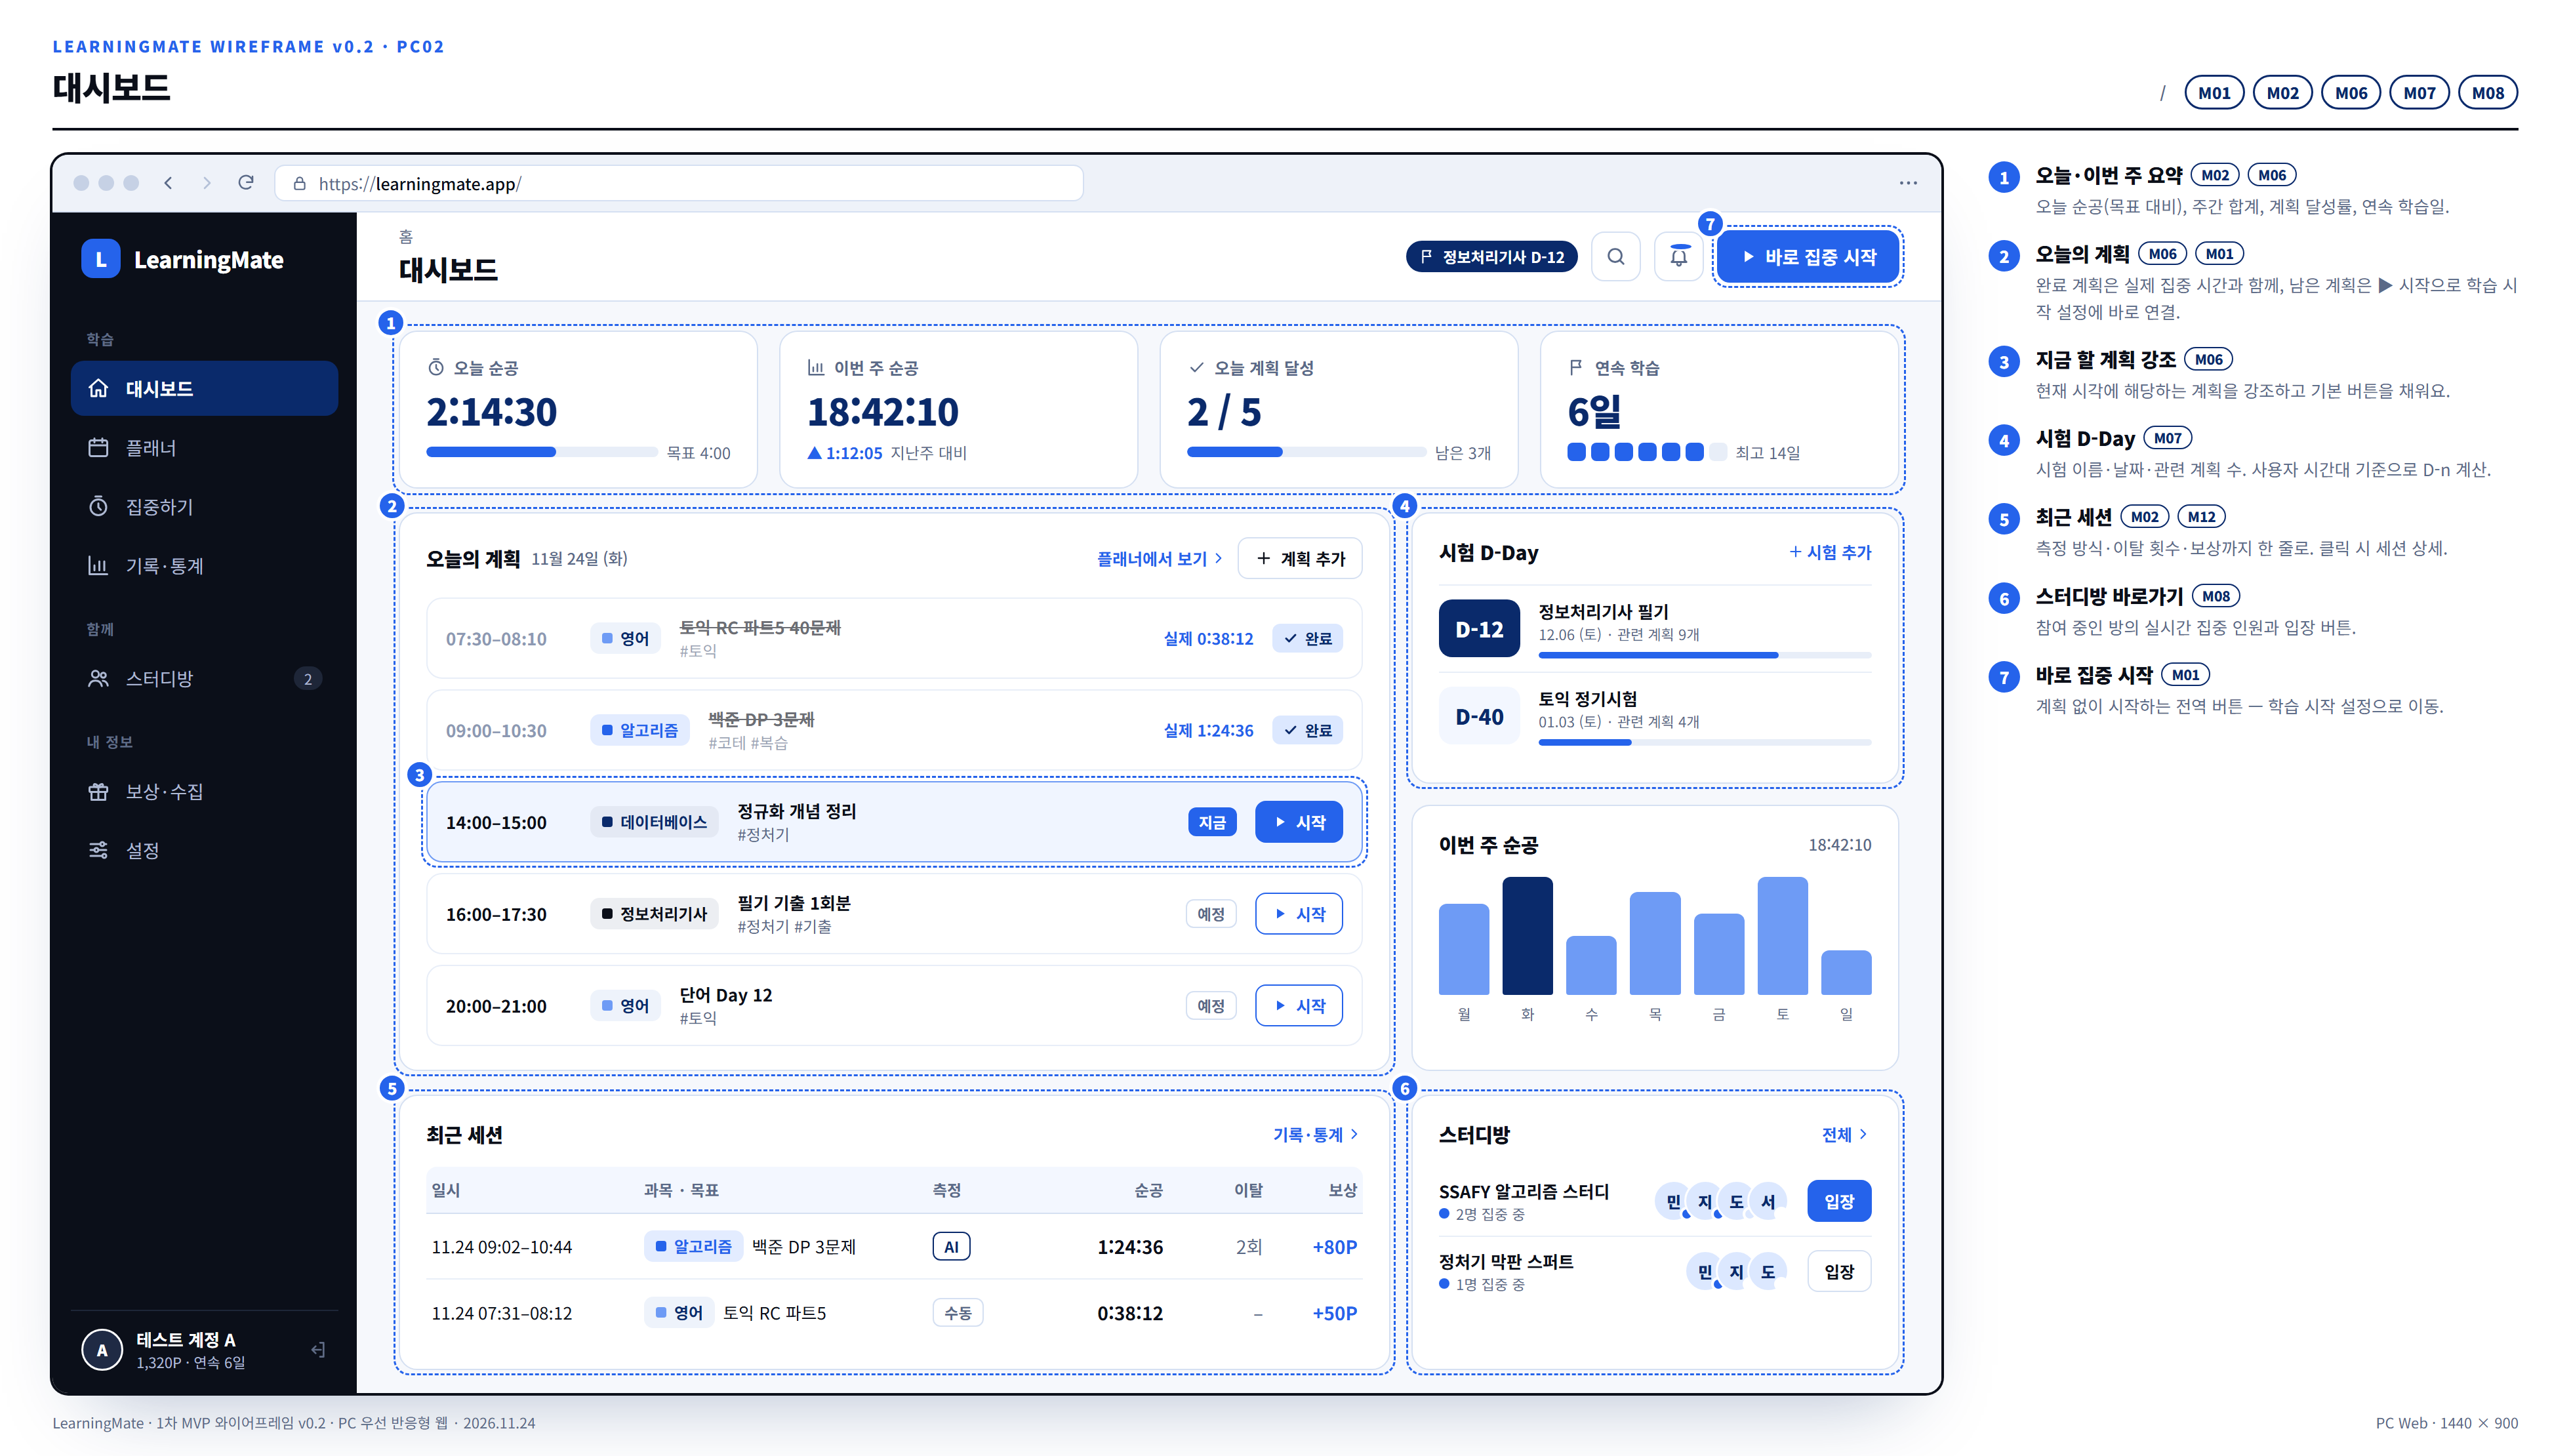 LEARNINGMATE WIREFRAME v0.2 · PC02
대시보드
/ M01 M02 M06 M07 M08
https://learningmate.app/
L LearningMate
학습
대시보드
플래너
집중하기
기록·통계
함께
스터디방 2
내 정보
보상·수집
설정
A 테스트 계정 A
1,320P · 연속 6일
홈
대시보드
정보처리기사 D-12
7
바로 집중 시작
1
오늘 순공
2:14:30
목표 4:00
이번 주 순공
18:42:10
▲ 1:12:05 지난주 대비
오늘 계획 달성
2 / 5
남은 3개
연속 학습
6일
최고 14일
2
오늘의 계획 11월 24일 (화) 플래너에서 보기 > + 계획 추가
07:30–08:10 영어 토익 RC 파트5 40문제 실제 0:38:12 완료
#토익
09:00–10:30 알고리즘 백준 DP 3문제 실제 1:24:36 완료
#코테 #복습
3
14:00–15:00 데이터베이스 정규화 개념 정리 지금 시작
#정처기
16:00–17:30 정보처리기사 필기 기출 1회분 예정 시작
#정처기 #기출
20:00–21:00 영어 단어 Day 12 예정 시작
#토익
4
시험 D-Day + 시험 추가
D-12 정보처리기사 필기
12.06 (토) · 관련 계획 9개
D-40 토익 정기시험
01.03 (토) · 관련 계획 4개
이번 주 순공 18:42:10
월 화 수 목 금 토 일
5
최근 세션 기록·통계 >
일시 과목 · 목표 측정 순공 이탈 보상
11.24 09:02–10:44 알고리즘 백준 DP 3문제 AI 1:24:36 2회 +80P
11.24 07:31–08:12 영어 토익 RC 파트5 수동 0:38:12 – +50P
6
스터디방 전체 >
SSAFY 알고리즘 스터디 민 지 도 서 입장
2명 집중 중
정처기 막판 스퍼트 민 지 도 입장
1명 집중 중
1 오늘·이번 주 요약 M02 M06
오늘 순공(목표 대비), 주간 합계, 계획 달성률, 연속 학습일.
2 오늘의 계획 M06 M01
완료 계획은 실제 집중 시간과 함께, 남은 계획은 ▶ 시작으로 학습 시
작 설정에 바로 연결.
3 지금 할 계획 강조 M06
현재 시각에 해당하는 계획을 강조하고 기본 버튼을 채워요.
4 시험 D-Day M07
시험 이름·날짜·관련 계획 수. 사용자 시간대 기준으로 D-n 계산.
5 최근 세션 M02 M12
측정 방식·이탈 횟수·보상까지 한 줄로. 클릭 시 세션 상세.
6 스터디방 바로가기 M08
참여 중인 방의 실시간 집중 인원과 입장 버튼.
7 바로 집중 시작 M01
계획 없이 시작하는 전역 버튼 — 학습 시작 설정으로 이동.
LearningMate · 1차 MVP 와이어프레임 v0.2 · PC 우선 반응형 웹 · 2026.11.24
PC Web · 1440 × 900